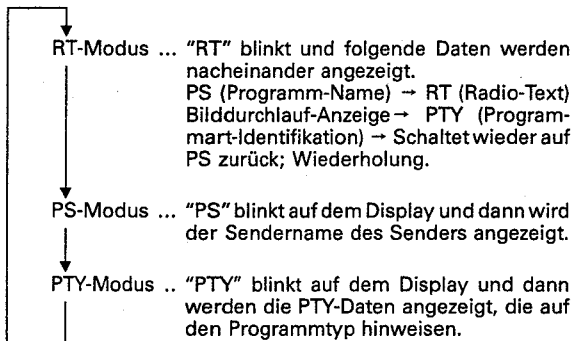 RT-Modus ... "RT" blinkt und folgende Daten werden
nacheinander angezeigt.
PS (Programm-Name) → RT (Radio-Text)
Bilddurchlauf-Anzeige → PTY (Program-
mart-Identifikation) → Schaltet wieder auf
PS zurück; Wiederholung.
PS-Modus ... "PS" blinkt auf dem Display und dann wird
der Sendername des Senders angezeigt.
PTY-Modus .. "PTY" blinkt auf dem Display und dann
werden die PTY-Daten angezeigt, die auf
den Programmtyp hinweisen.